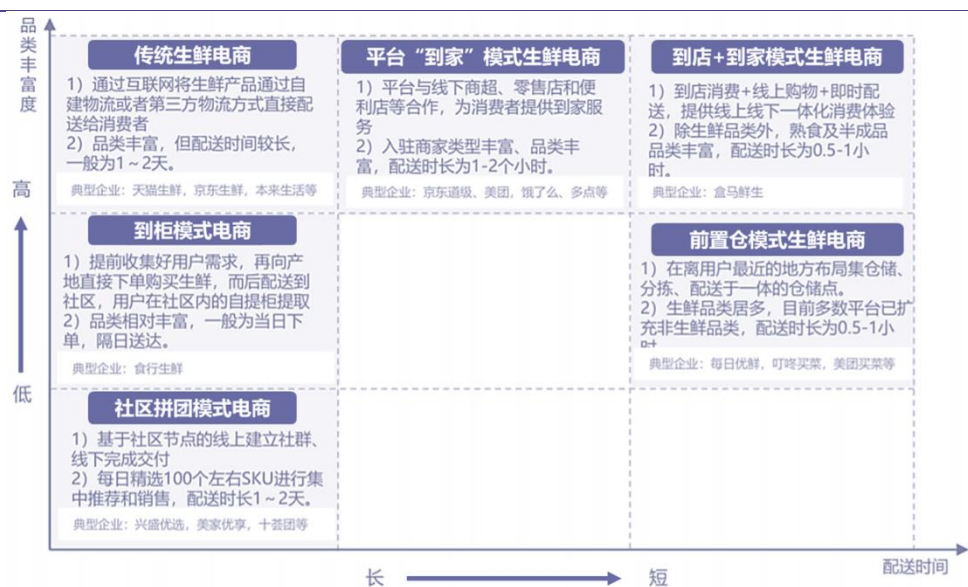 品类丰富度
高
低
传统生鲜电商
1）通过互联网将生鲜产品通过自
建物流或者第三方物流方式直接配
送给消费者
2）品类丰富，但配送时间较长，
一般为1～2天。
典型企业：天猫生鲜，京东生鲜，本来生活等
平台“到家”模式生鲜电商
1）平台与线下商超、零售店和便
利店等合作，为消费者提供到家服
务
2）入驻商家类型丰富、品类丰
富，配送时长为1-2个小时。
典型企业：京东道级、美团，饿了么、多点等
到店+到家模式生鲜电商
1）到店消费+线上购物+即时配
送，提供线上线下一体化消费体验
2）除生鲜品类外，熟食及半成品
品类丰富，配送时长为0.5-1小
时。
典型企业：盒马鲜生
到柜模式电商
1）提前收集好用户需求，再向产
地直接下单购买生鲜，而后配送到
社区，用户在社区内的自提柜提取
2）品类相对丰富，一般为当日下
单，隔日送达。
典型企业：食行生鲜
前置仓模式生鲜电商
1）在离用户最近的地方布局集仓储、
分拣、配送于一体的仓储点。
2）生鲜品类居多，目前多数平台已扩
充非生鲜品类，配送时长为0.5-1小
时
典型企业：每日优鲜，叮咚买菜，美团买菜等
社区拼团模式电商
1）基于社区节点的线上建立社群、
线下完成交付
2）每日精选100个左右SKU进行集
中推荐和销售，配送时长1～2天。
典型企业：兴盛优选，美家优享，十荟团等
长
短
配送时间